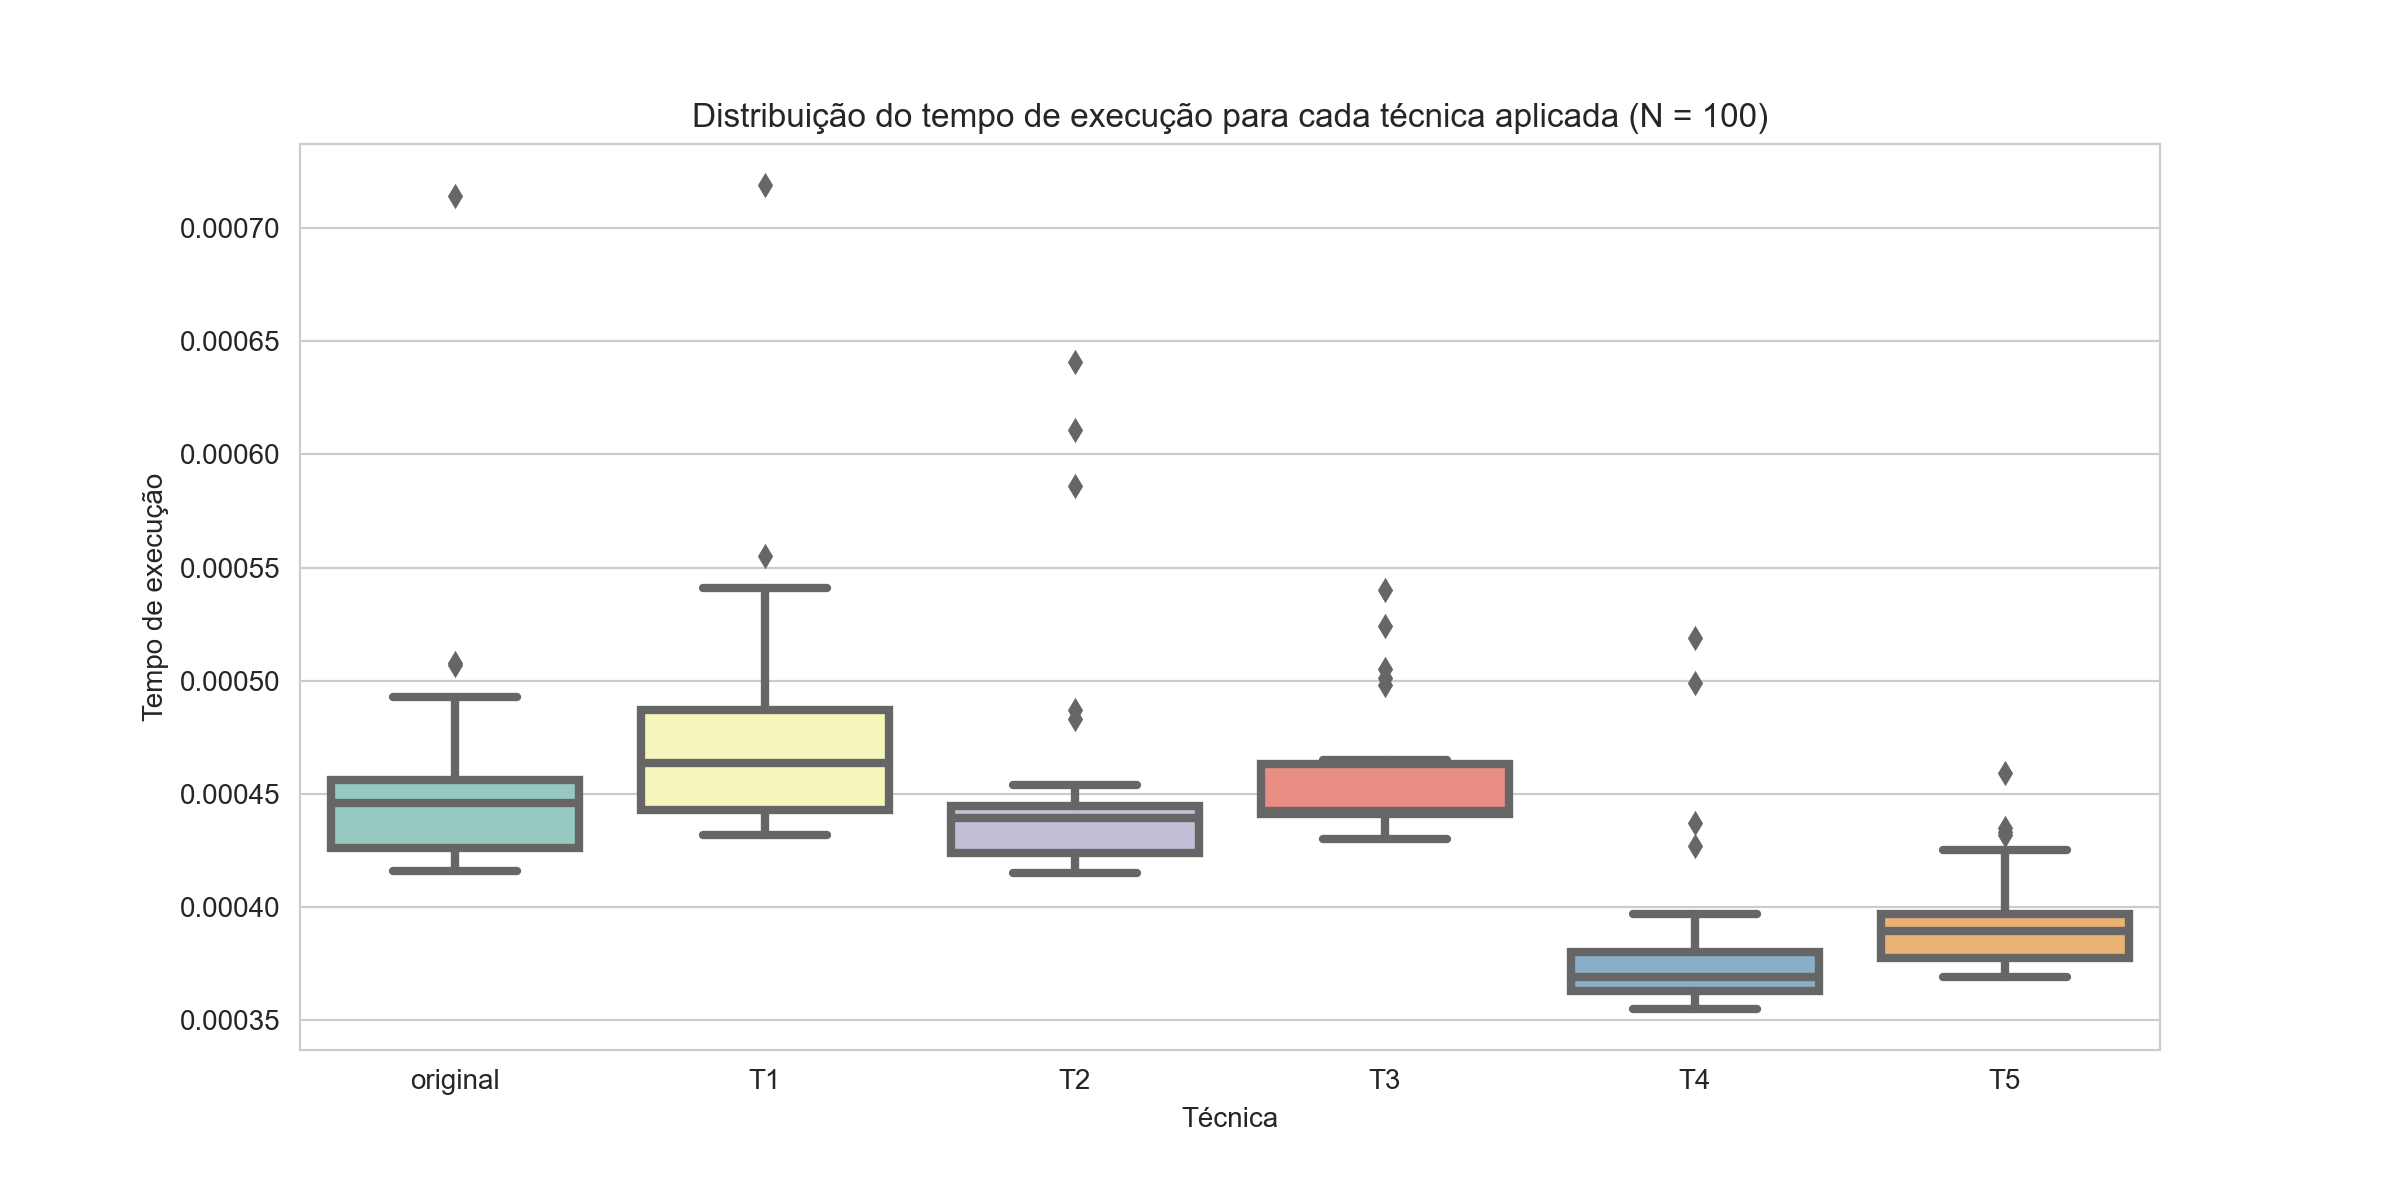 Distribuição do tempo de execução para cada técnica aplicada (N = 100)
0.00070
0.00065
0.00060
0.00055
0.00050
0.00045
0.00040
0.00035
Tempo de execução
original T1 T2 T3 T4 T5
Técnica